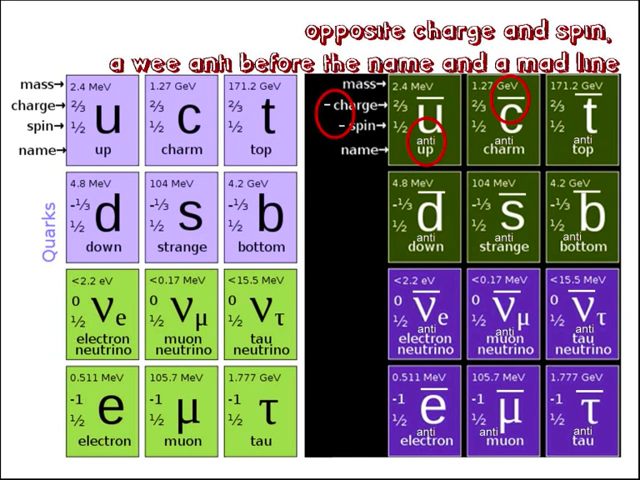 opposite charge and spin,
a wee anti before the name and a mad line
mass→ 2.4 MeV 1.27 GeV 171.2 GeV
charge→ ⅔ ⅔ ⅔
u c t
spin→ ½ ½ ½
name→ up charm top
4.8 MeV 104 MeV 4.2 GeV
-⅓ -⅓ -⅓
d s b
½ ½ ½
down strange bottom
Quarks
<2.2 eV <0.17 MeV <15.5 MeV
0 0 0
νe νμ ντ
½ ½ ½
electron muon tau
neutrino neutrino neutrino
0.511 MeV 105.7 MeV 1.777 GeV
-1 -1 -1
e μ τ
½ ½ ½
electron muon tau
mass→ 2.4 MeV 1.27 GeV 171.2 GeV
– charge→ ⅔ ⅔ ⅔
u̅ c̅ t̅
– spin→ ½ ½ ½
anti anti anti
name→ up charm top
4.8 MeV 104 MeV 4.2 GeV
-⅓ -⅓ -⅓
d̅ s̅ b̅
½ ½ ½
anti anti anti
down strange bottom
<2.2 eV <0.17 MeV <15.5 MeV
0 0 0
ν̅e ν̅μ ν̅τ
½ ½ ½
anti anti anti
electron muon tau
neutrino neutrino neutrino
0.511 MeV 105.7 MeV 1.777 GeV
-1 -1 -1
e̅ μ̅ τ̅
½ ½ ½
anti anti anti
electron muon tau